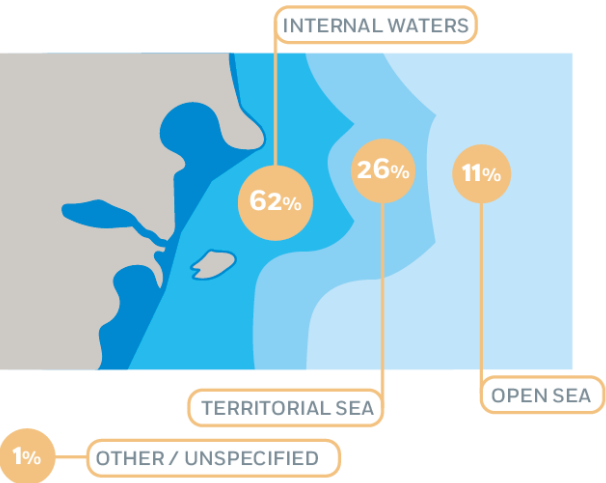 INTERNAL WATERS
62%
26%
11%
TERRITORIAL SEA
OPEN SEA
1%
OTHER / UNSPECIFIED